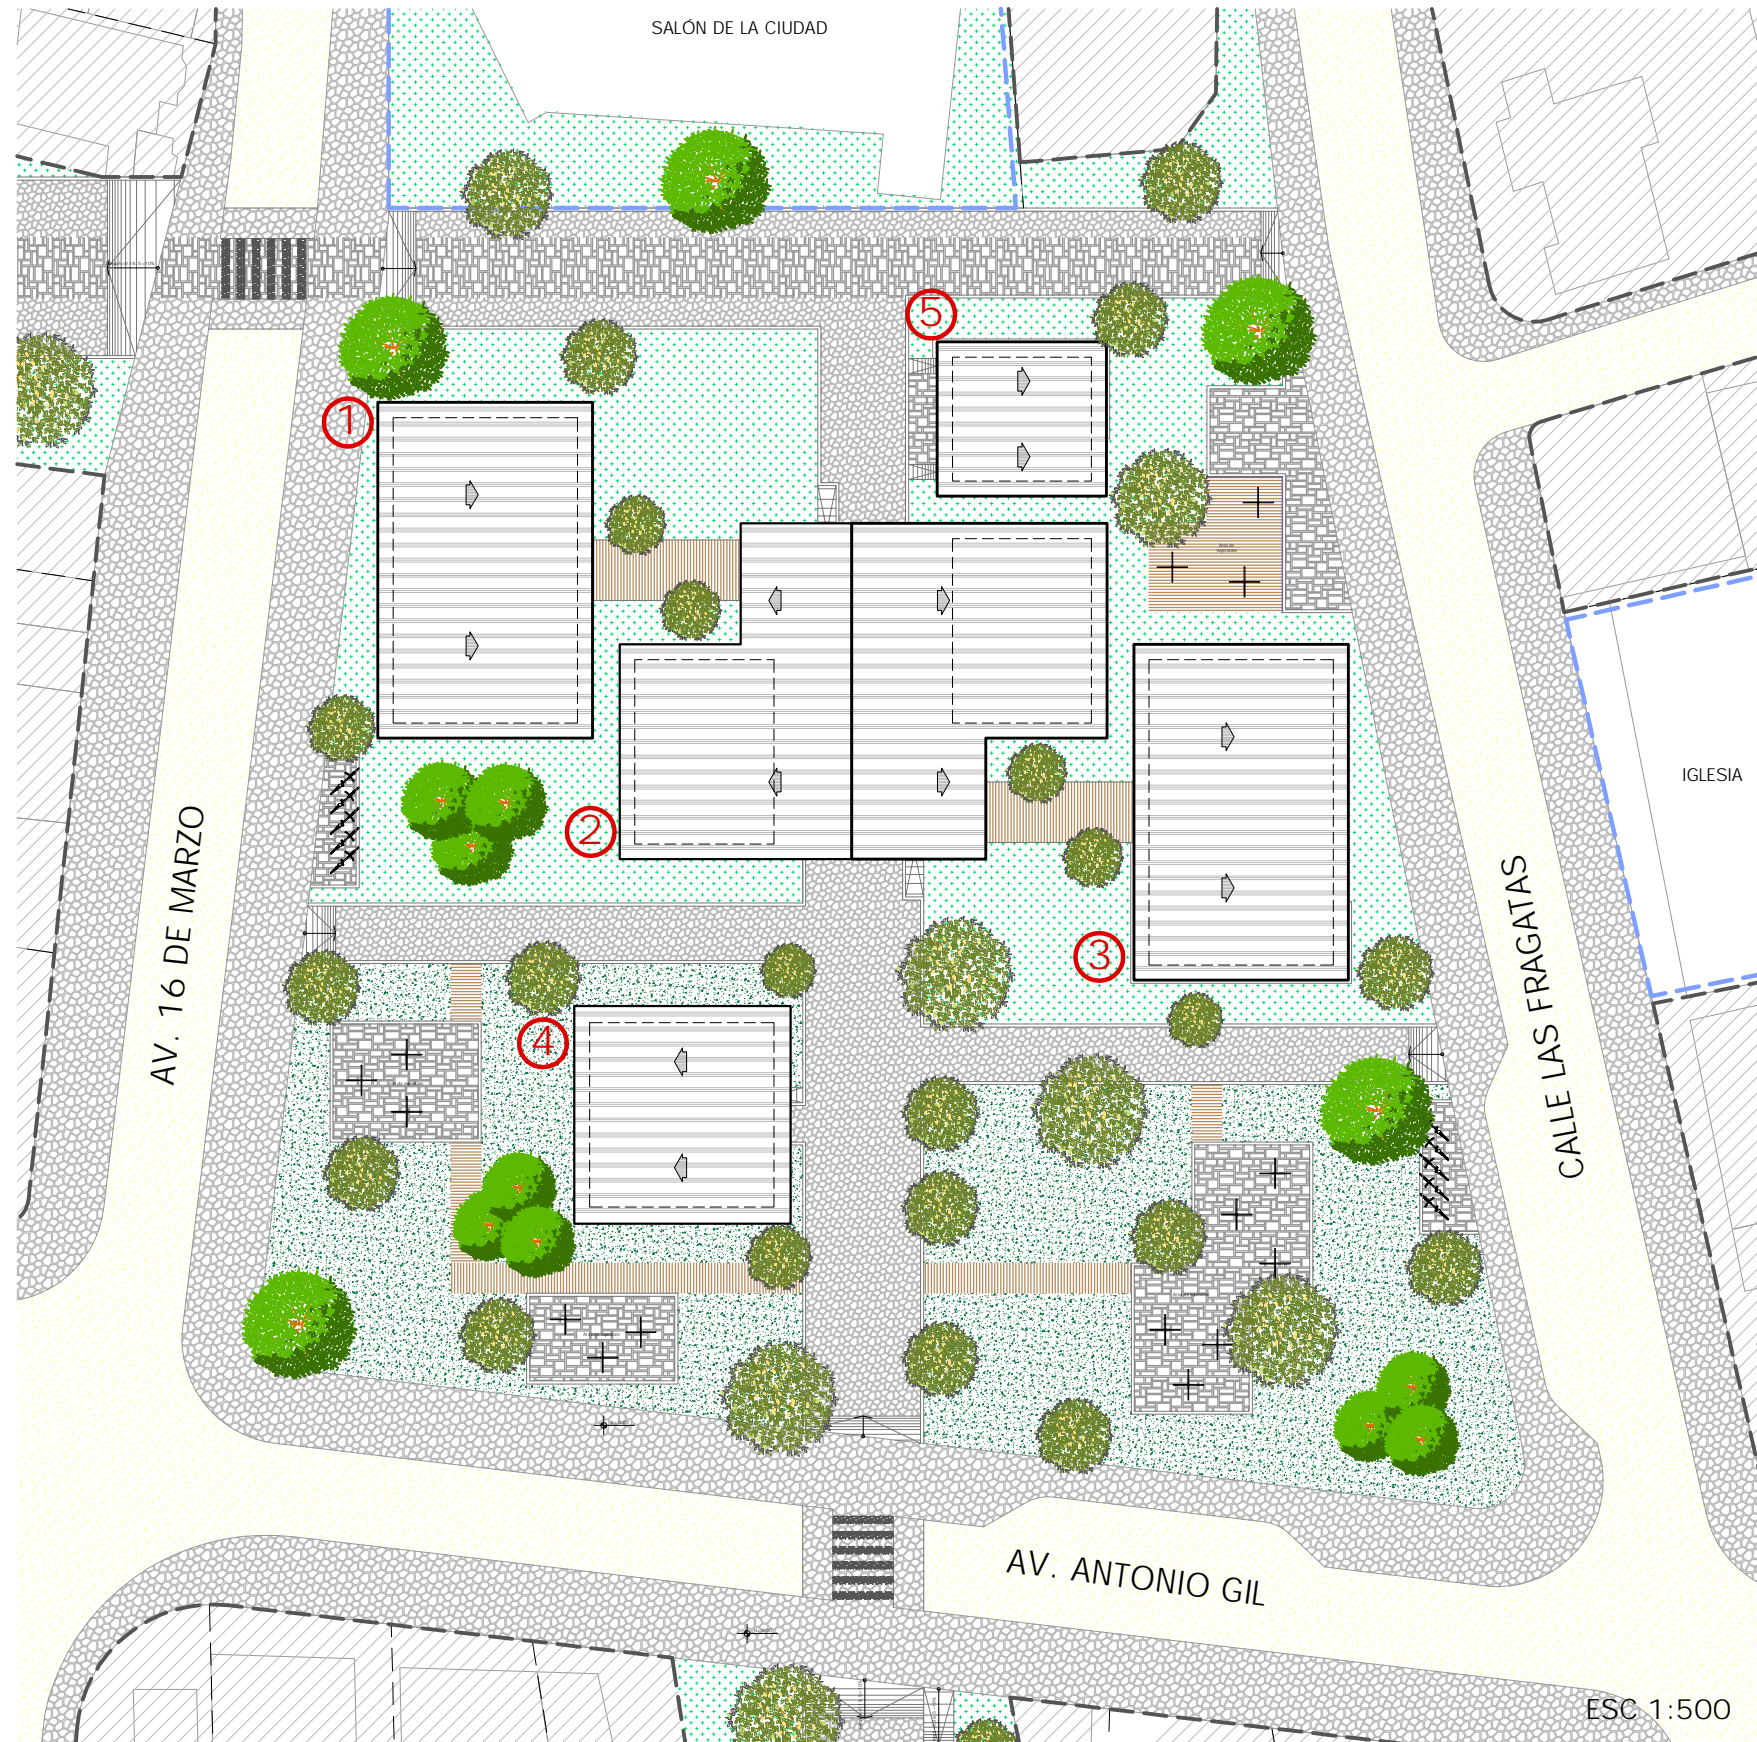 SALÓN DE LA CIUDAD
5
1
IGLESIA
2
AV. 16 DE MARZO
CALLE LAS FRAGATAS
3
4
AV. ANTONIO GIL
ESC 1:500